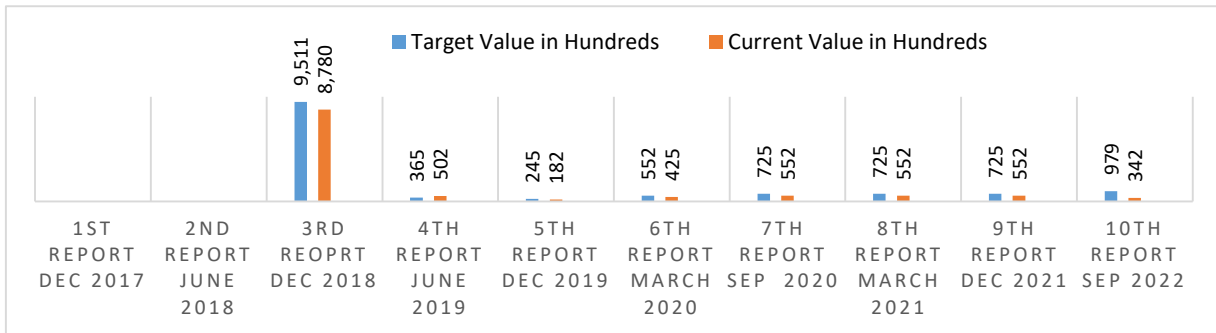 Target Value in Hundreds Current Value in Hundreds
9,511 8,780
365 502
245 182
552 425
725 552
725 552
725 552
979 342
1ST REPORT DEC 2017
2ND REPORT JUNE 2018
3RD REOPRT DEC 2018
4TH REPORT JUNE 2019
5TH REPORT DEC 2019
6TH REPORT MARCH 2020
7TH REPORT SEP 2020
8TH REPORT MARCH 2021
9TH REPORT DEC 2021
10TH REPORT SEP 2022